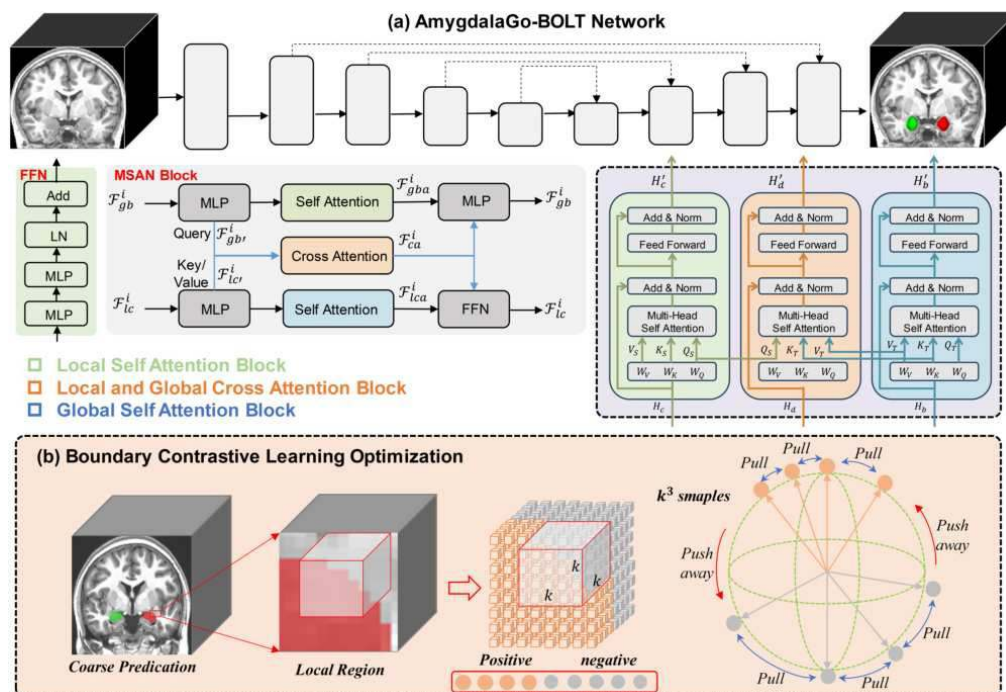 (a) AmygdalaGo-BOLT Network
FFN
Add
LN
MLP
MLP
MSAN Block
F^i_gb
MLP
Self Attention
F^i_gba
MLP
F^i_gb
Query
F^i_gb'
Cross Attention
F^i_ca
Key/
Value
F^i_lc'
F^i_lc
MLP
Self Attention
F^i_lca
FFN
F^i_lc
Local Self Attention Block
Local and Global Cross Attention Block
Global Self Attention Block
H'_c
H'_d
H'_b
Add & Norm
Add & Norm
Add & Norm
Feed Forward
Feed Forward
Feed Forward
Add & Norm
Add & Norm
Add & Norm
Multi-Head
Self Attention
Multi-Head
Self Attention
Multi-Head
Self Attention
V_S K_S Q_S
Q_S K_T V_T
V_T K_T Q_T
W_V W_K W_Q
W_V W_K W_Q
W_V W_K W_Q
H_c
H_d
H_b
(b) Boundary Contrastive Learning Optimization
Coarse Predication
Local Region
k
k
k
Positive
negative
k^3 smaples
Pull
Pull
Pull
Pull
Push
away
Push
away
Pull
Pull
Pull